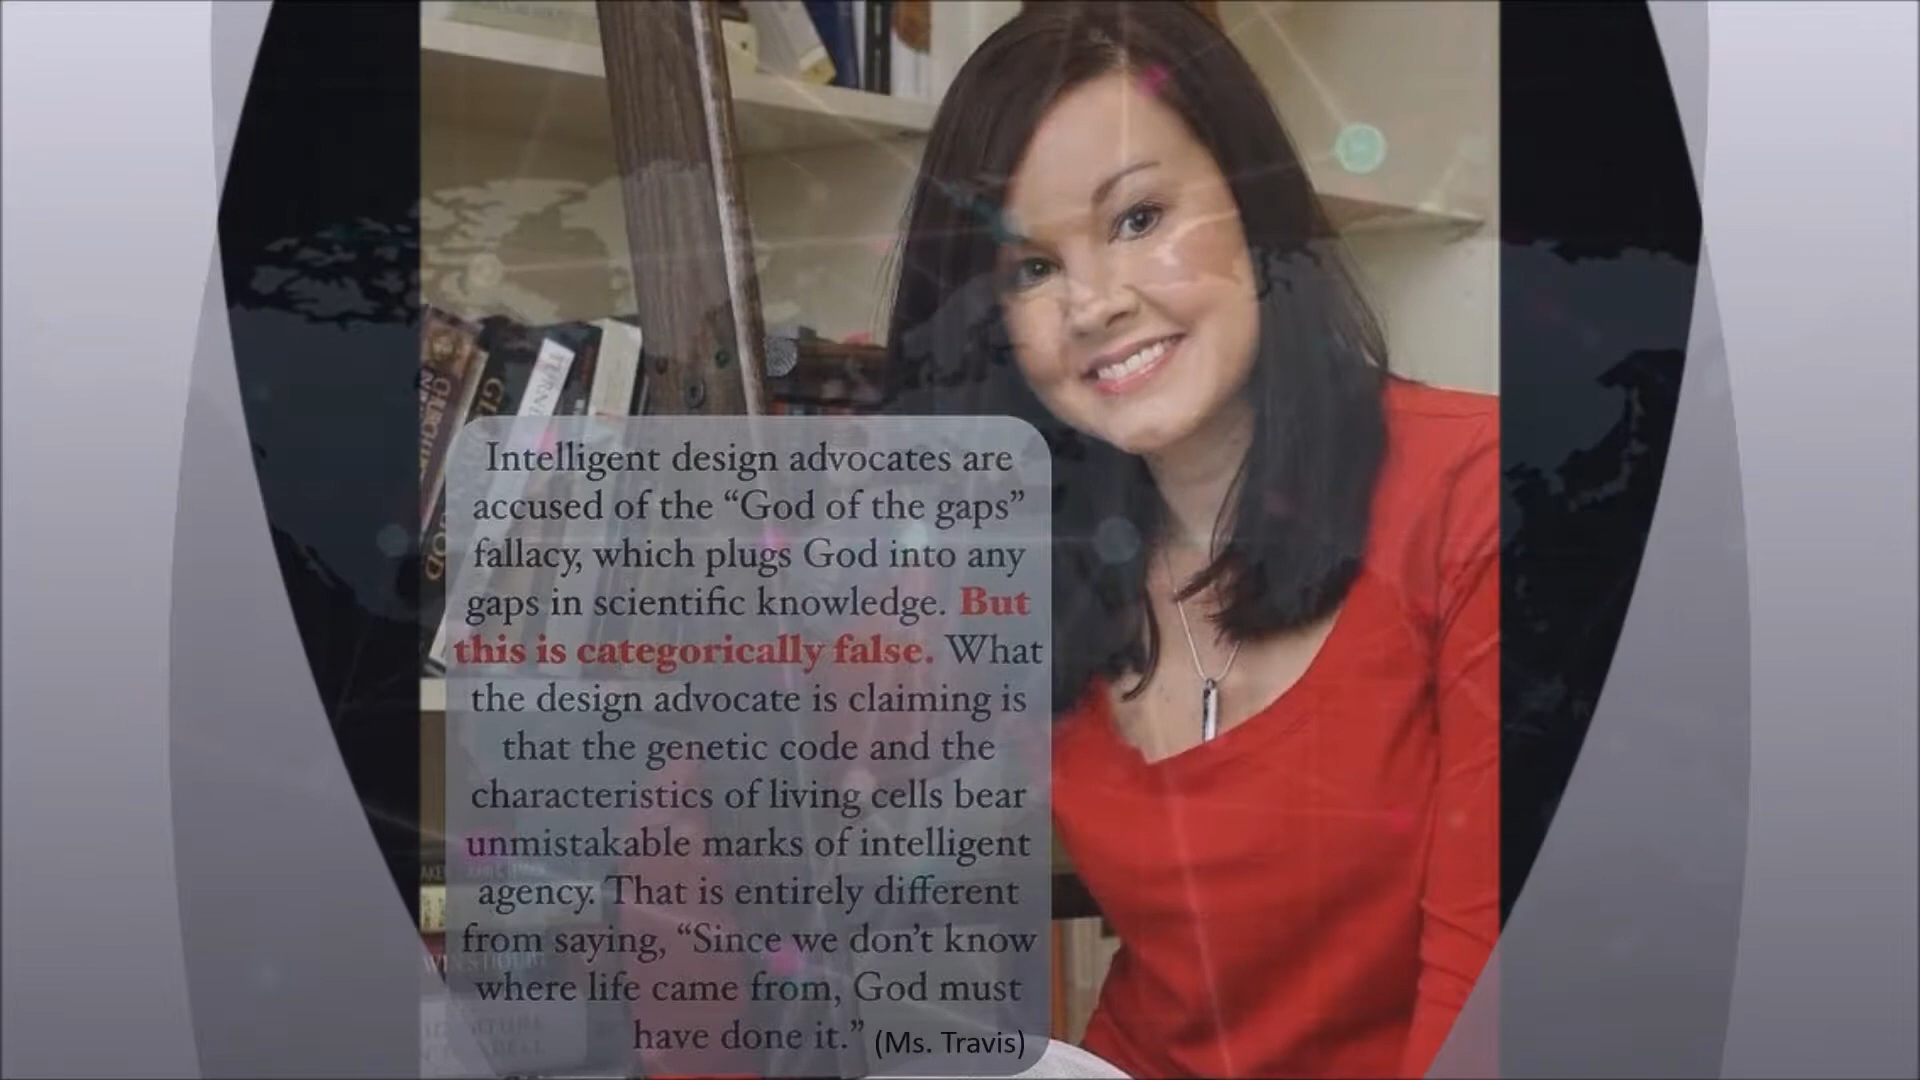 Intelligent design advocates are
accused of the “God of the gaps”
fallacy, which plugs God into any
gaps in scientific knowledge. But
this is categorically false. What
the design advocate is claiming is
that the genetic code and the
characteristics of living cells bear
unmistakable marks of intelligent
agency. That is entirely different
from saying, “Since we don’t know
where life came from, God must
have done it.” (Ms. Travis)